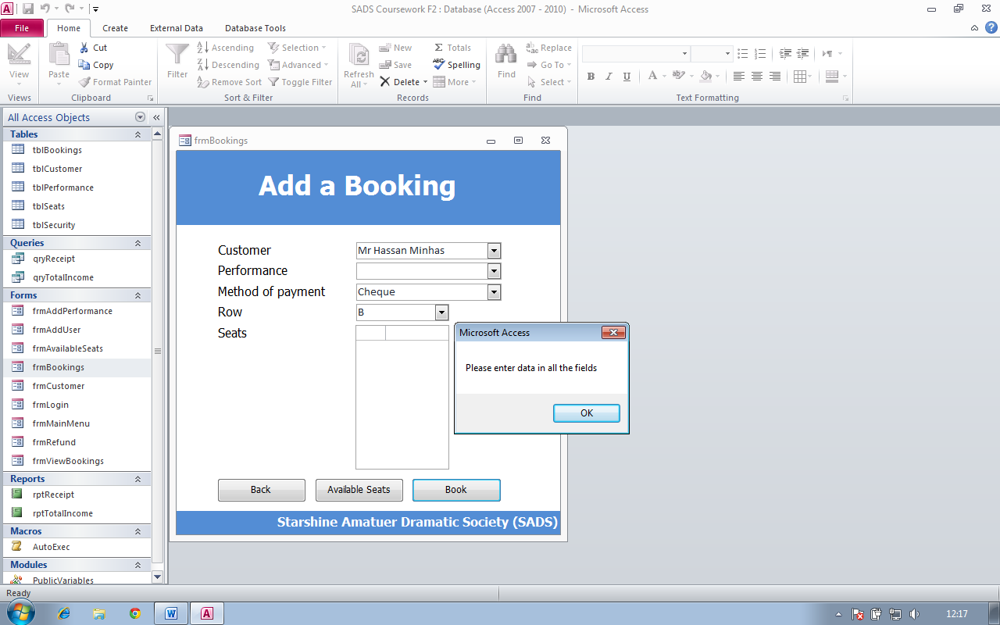 SADS Coursework F2 : Database (Access 2007 - 2010) - Microsoft Access
File Home Create External Data Database Tools
View
Views
Paste
Cut
Copy
Format Painter
Clipboard
Filter
Ascending
Descending
Remove Sort
Selection
Advanced
Toggle Filter
Sort & Filter
Refresh All
New
Save
Delete
Totals
Spelling
More
Records
Find
Replace
Go To
Select
Find
B I U A ab
Text Formatting
All Access Objects
Tables
tblBookings
tblCustomer
tblPerformance
tblSeats
tblSecurity
Queries
qryReceipt
qryTotalIncome
Forms
frmAddPerformance
frmAddUser
frmAvailableSeats
frmBookings
frmCustomer
frmLogin
frmMainMenu
frmRefund
frmViewBookings
Reports
rptReceipt
rptTotalIncome
Macros
AutoExec
Modules
PublicVariables
frmBookings
Add a Booking
Customer Mr Hassan Minhas
Performance
Method of payment Cheque
Row B
Seats
Microsoft Access
Please enter data in all the fields
OK
Back Available Seats Book
Starshine Amatuer Dramatic Society (SADS)
Ready
12:17